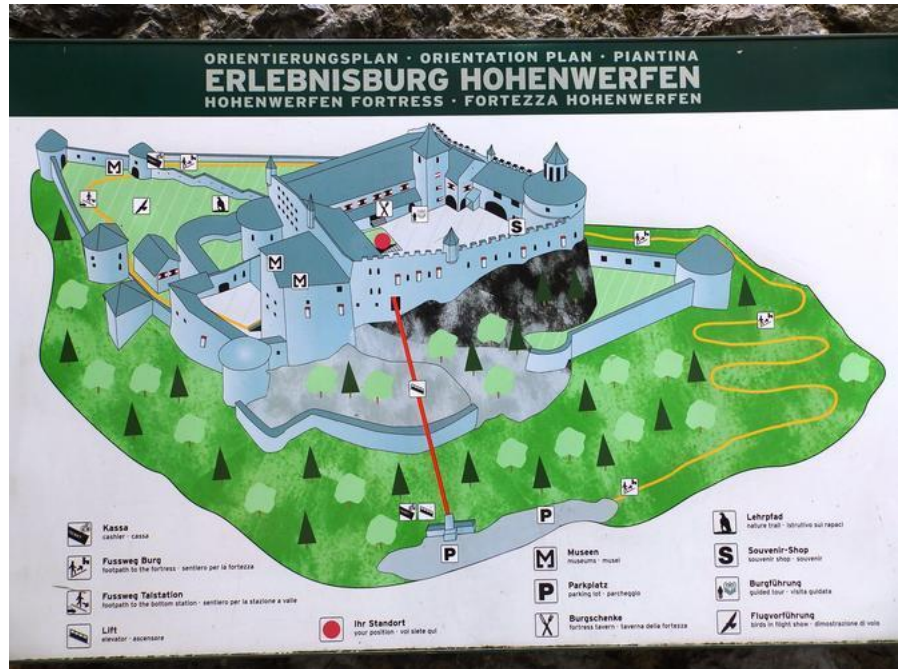 ORIENTIERUNGSPLAN · ORIENTATION PLAN · PIANTINA
ERLEBNISBURG HOHENWERFEN
HOHENWERFEN FORTRESS · FORTEZZA HOHENWERFEN
M
M
M
S
P
P
Kassa
cashier · cassa
Fussweg Burg
footpath to the fortress · sentiero per la fortezza
Fussweg Talstation
footpath to the bottom station · sentiero per la stazione a valle
Lift
elevator · ascensore
Ihr Standort
your position · voi siete qui
M
Museen
museums · musei
P
Parkplatz
parking lot · parcheggio
Burgschenke
fortress tavern · taverna della fortezza
Lehrpfad
nature trail · istruttivo sui rapaci
S
Souvenir-Shop
souvenir shop · souvenir
Burgführung
guided tour · visita guidata
Flugvorführung
birds in flight show · dimostrazione di volo